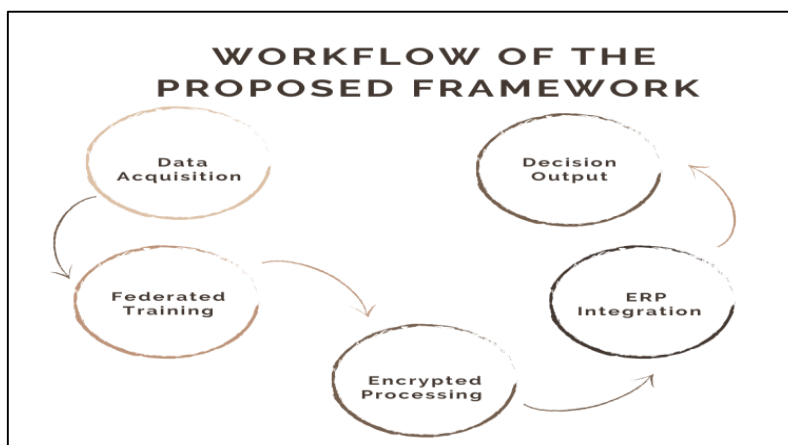 WORKFLOW OF THE
PROPOSED FRAMEWORK
Data
Acquisition
Federated
Training
Encrypted
Processing
ERP
Integration
Decision
Output